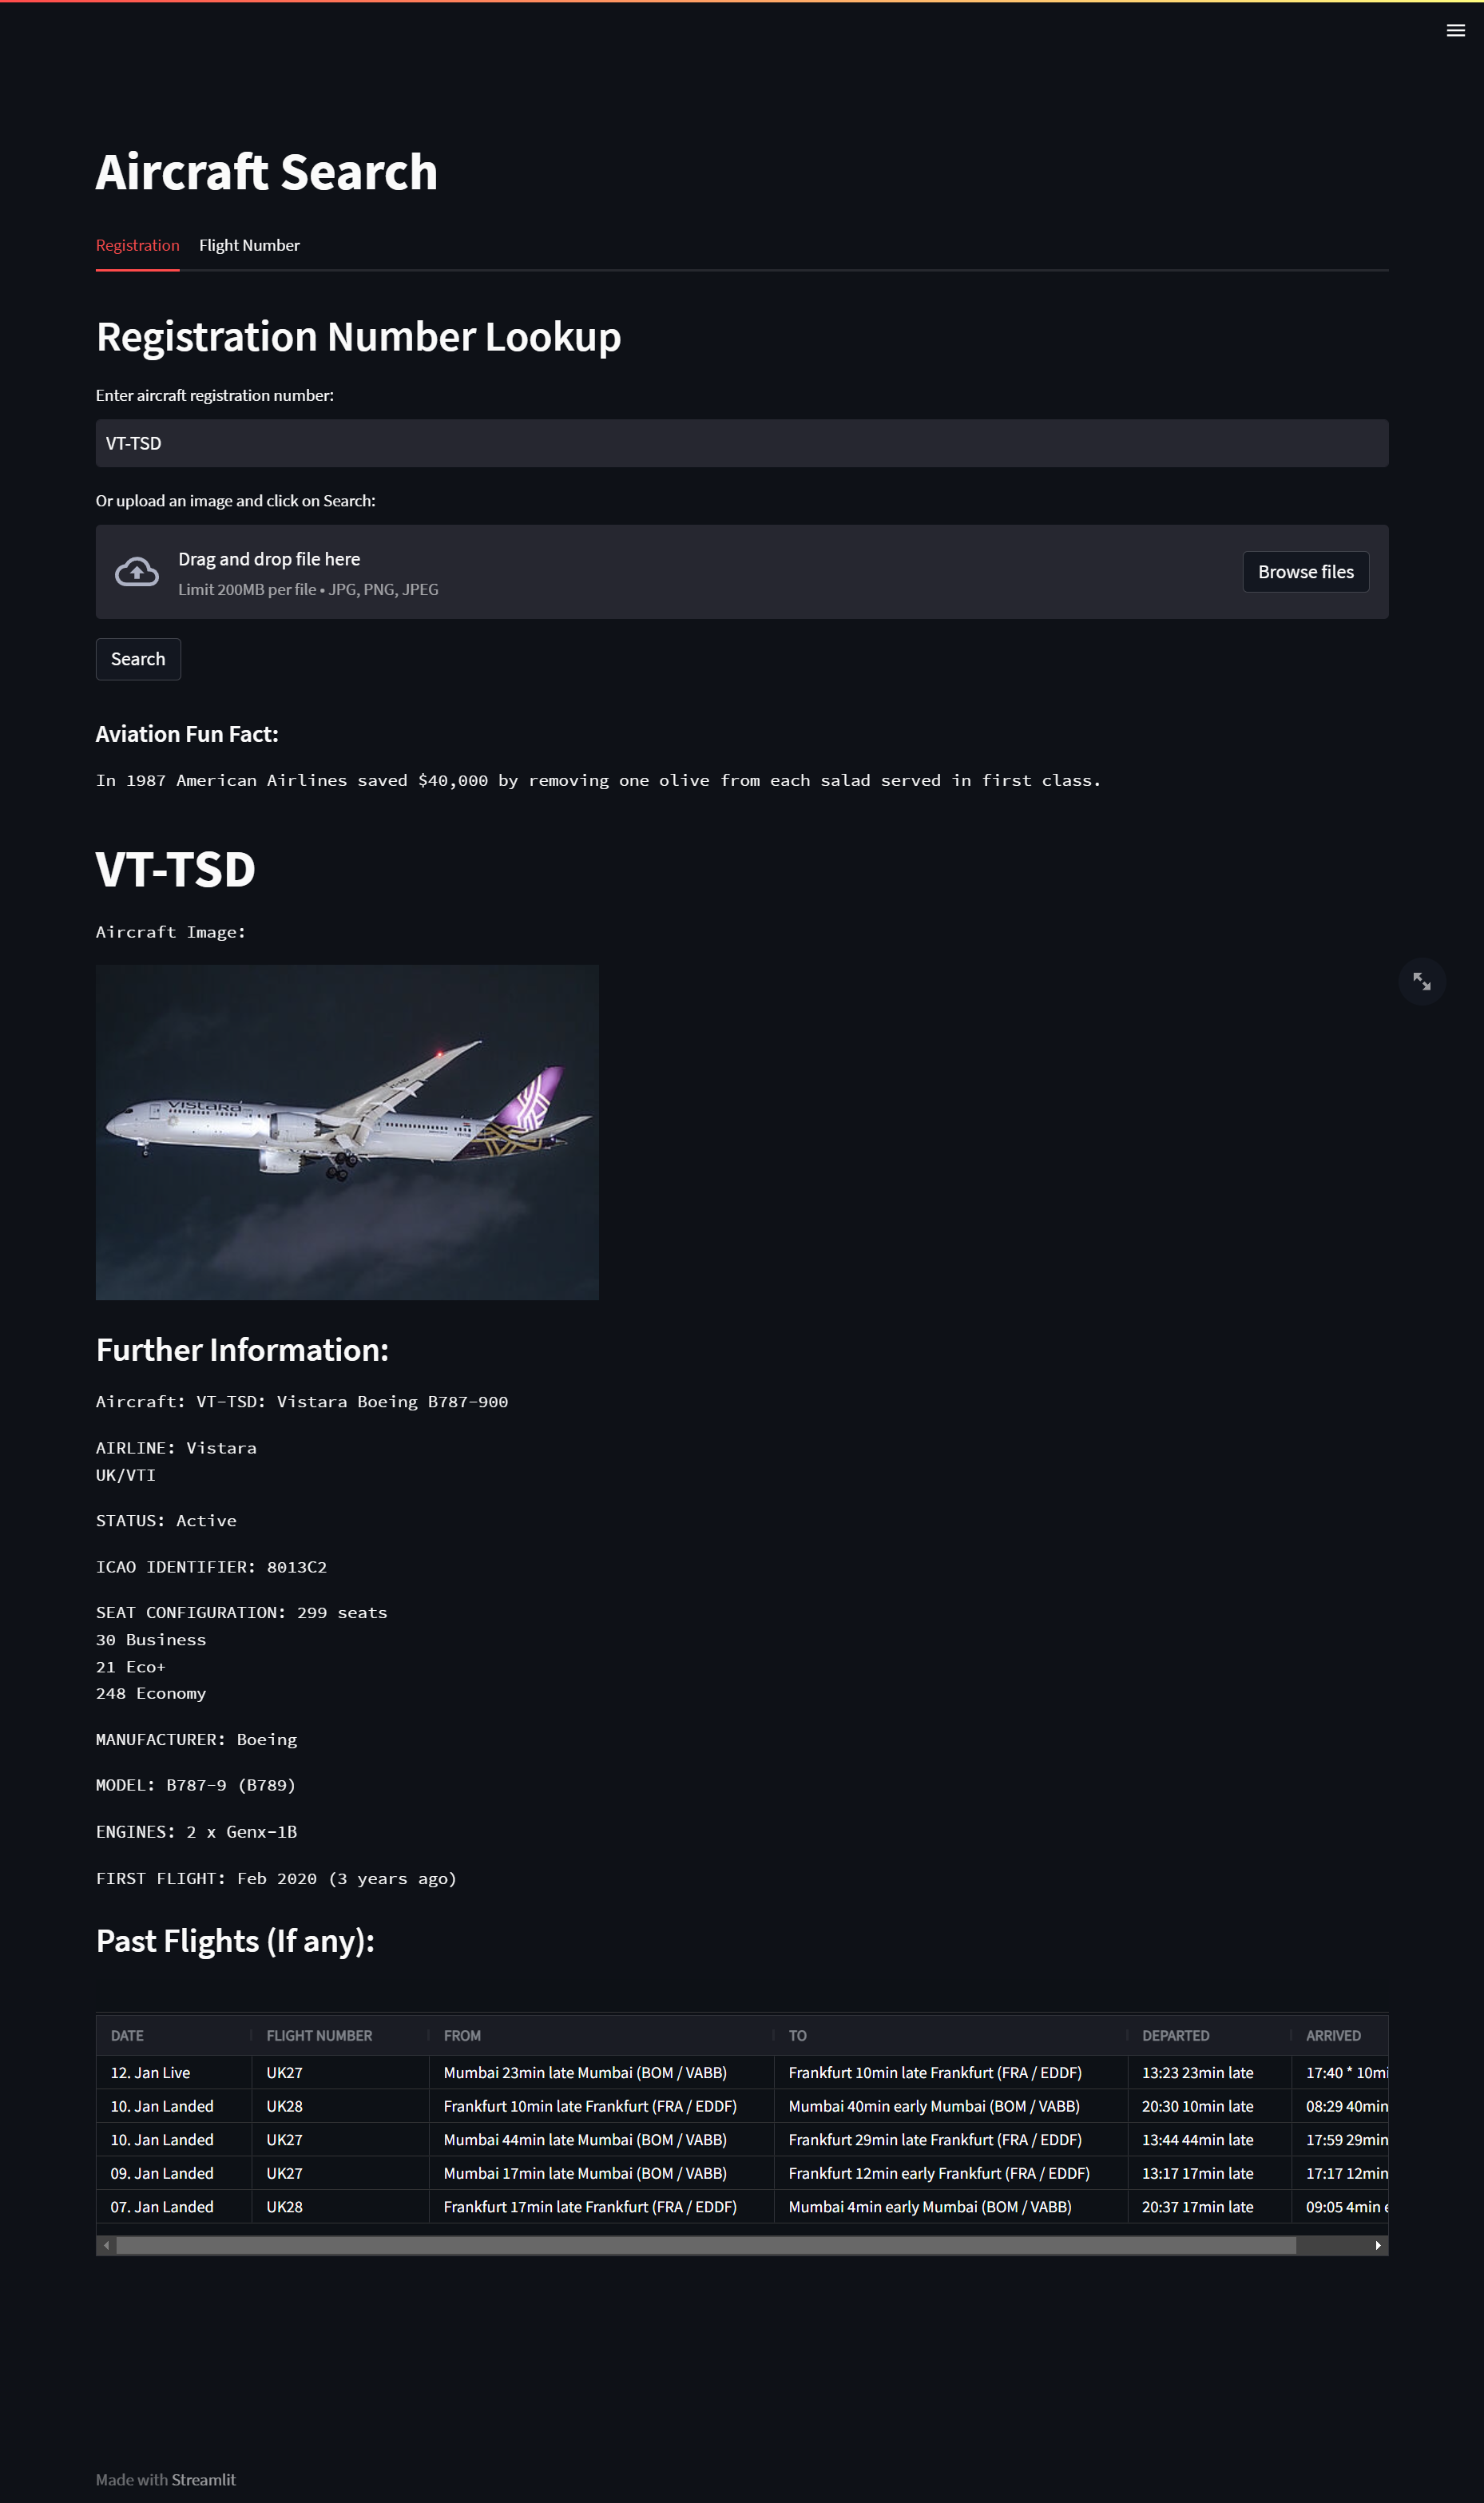 Aircraft Search
Registration Flight Number
Registration Number Lookup
Enter aircraft registration number:
VT-TSD
Or upload an image and click on Search:
Drag and drop file here
Limit 200MB per file • JPG, PNG, JPEG
Browse files
Search
Aviation Fun Fact:
In 1987 American Airlines saved $40,000 by removing one olive from each salad served in first class.
VT-TSD
Aircraft Image:
VISTARA
Further Information:
Aircraft: VT-TSD: Vistara Boeing B787-900
AIRLINE: Vistara
UK/VTI
STATUS: Active
ICAO IDENTIFIER: 8013C2
SEAT CONFIGURATION: 299 seats
30 Business
21 Eco+
248 Economy
MANUFACTURER: Boeing
MODEL: B787-9 (B789)
ENGINES: 2 x Genx-1B
FIRST FLIGHT: Feb 2020 (3 years ago)
Past Flights (If any):
DATE FLIGHT NUMBER FROM TO DEPARTED ARRIVED
12. Jan Live UK27 Mumbai 23min late Mumbai (BOM / VABB) Frankfurt 10min late Frankfurt (FRA / EDDF) 13:23 23min late 17:40 * 10mi
10. Jan Landed UK28 Frankfurt 10min late Frankfurt (FRA / EDDF) Mumbai 40min early Mumbai (BOM / VABB) 20:30 10min late 08:29 40min
10. Jan Landed UK27 Mumbai 44min late Mumbai (BOM / VABB) Frankfurt 29min late Frankfurt (FRA / EDDF) 13:44 44min late 17:59 29min
09. Jan Landed UK27 Mumbai 17min late Mumbai (BOM / VABB) Frankfurt 12min early Frankfurt (FRA / EDDF) 13:17 17min late 17:17 12min
07. Jan Landed UK28 Frankfurt 17min late Frankfurt (FRA / EDDF) Mumbai 4min early Mumbai (BOM / VABB) 20:37 17min late 09:05 4min
Made with Streamlit